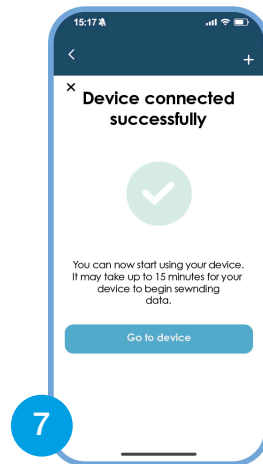 15:17
Device connected
successfully
You can now start using your device.
It may take up to 15 minutes for your
device to begin sewnding
data.
Go to device
7